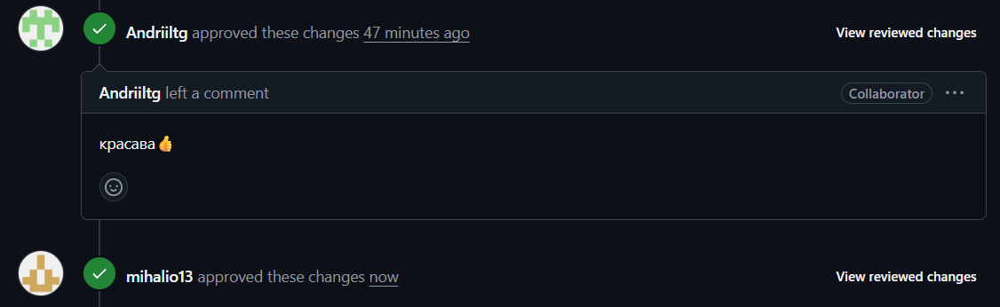 Andriiltg approved these changes 47 minutes ago View reviewed changes
Andriiltg left a comment Collaborator
красава👍
mihalio13 approved these changes now View reviewed changes